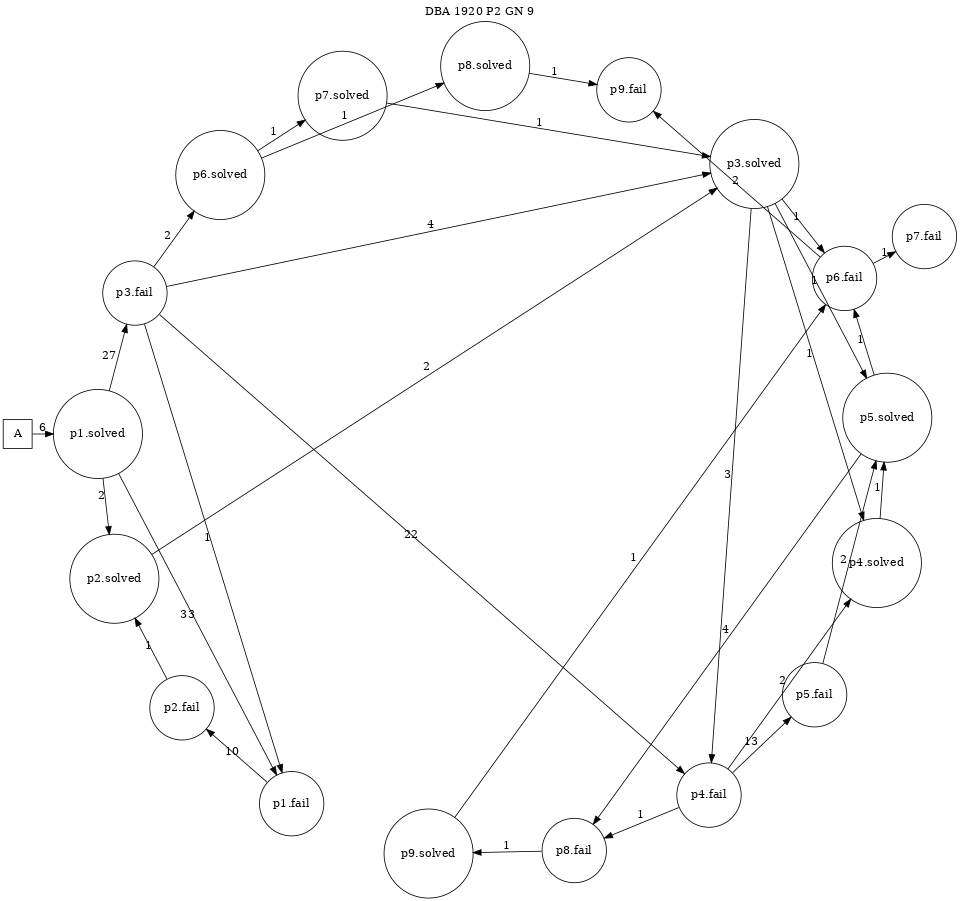 DBA 1920 P2 GN 9
p8.solved
1
p9.fail
p7.solved
1
1
1
p3.solved
p6.solved
2
1
p7.fail
2
4
1
p6.fail
1
p3.fail
1
27
1
2
p5.solved
A
6
p1.solved
2
3
1
22
1
1
2
p4.solved
p2.solved
33
4
1
2
p5.fail
p2.fail
10
13
p4.fail
p1.fail
1
1
p9.solved
p8.fail